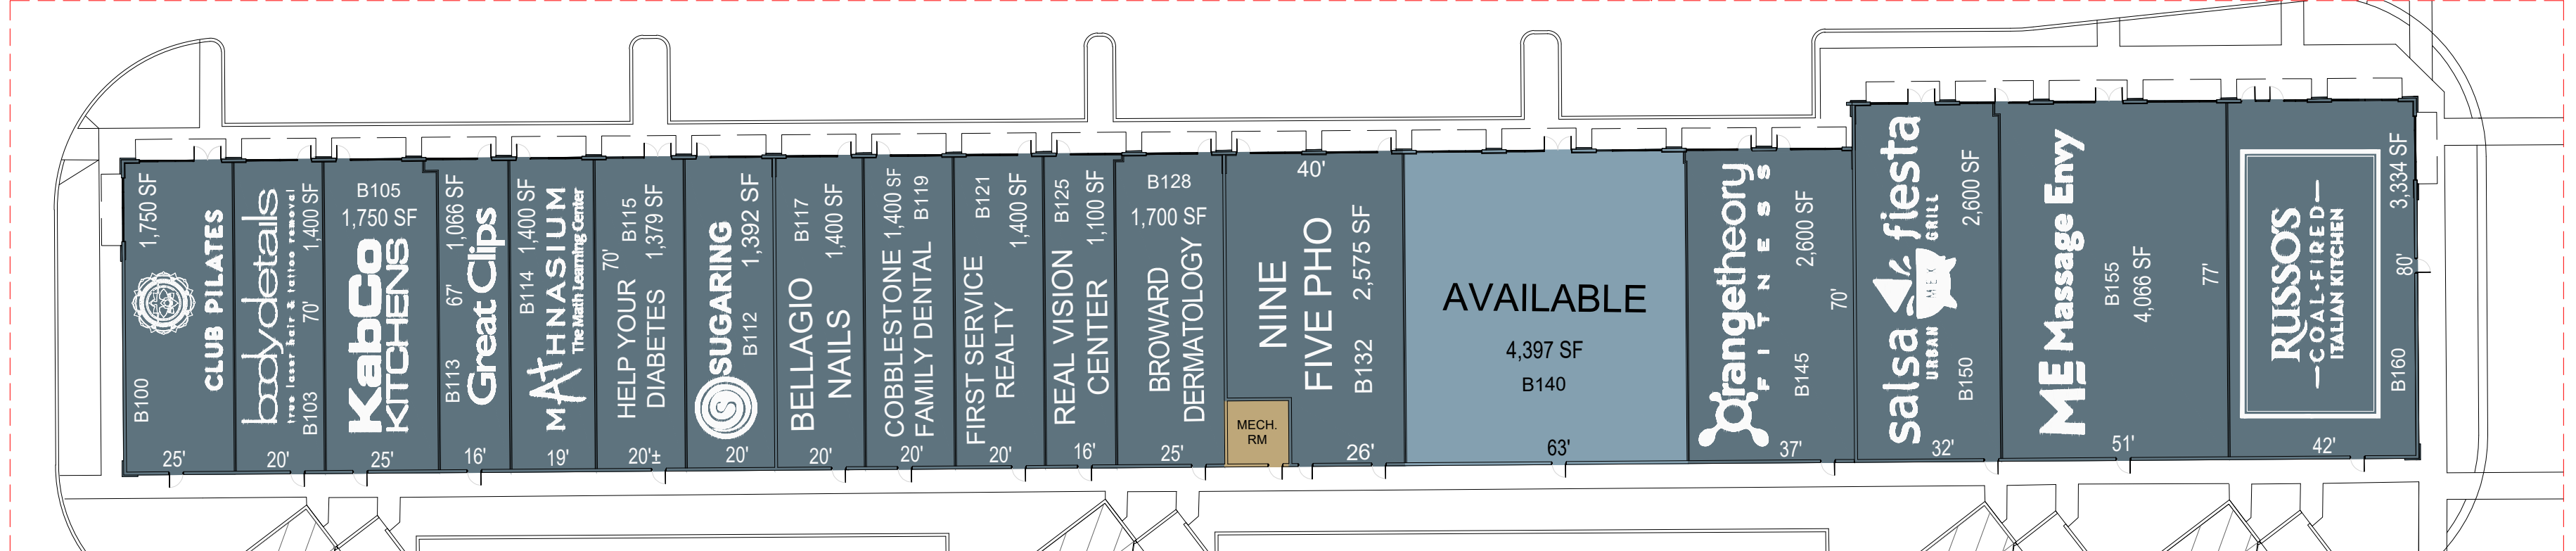 1,750 SF
CLUB PILATES
B100
25'
bodydetails
true laser hair & tattoo removal
1,400 SF
70'
B103
20'
B105
1,750 SF
KabCo
KITCHENS
25'
1,066 SF
67'
B113
Great Clips
16'
1,400 SF
B114
MATHNASIUM
The Math Learning Center
19'
B115
1,379 SF
70'
HELP YOUR
DIABETES
20'±
SUGARING
S
1,392 SF
B112
20'
B117
1,400 SF
BELLAGIO
NAILS
20'
COBBLESTONE
FAMILY DENTAL
1,400 SF
B119
20'
B121
1,400 SF
FIRST SERVICE
REALTY
20'
B125
1,100 SF
REAL VISION
CENTER
16'
B128
1,700 SF
BROWARD
DERMATOLOGY
25'
40'
NINE
FIVE PHO
2,575 SF
B132
MECH.
RM
26'
AVAILABLE
4,397 SF
B140
63'
orangetheory
FITNESS
2,600 SF
B145
70'
37'
salsa fiesta
URBAN MEX GRILL
2,600 SF
B150
32'
ME Massage Envy
B155
4,066 SF
77'
51'
RUSSO'S
COAL-FIRED
ITALIAN KITCHEN
3,334 SF
80'
B160
42'